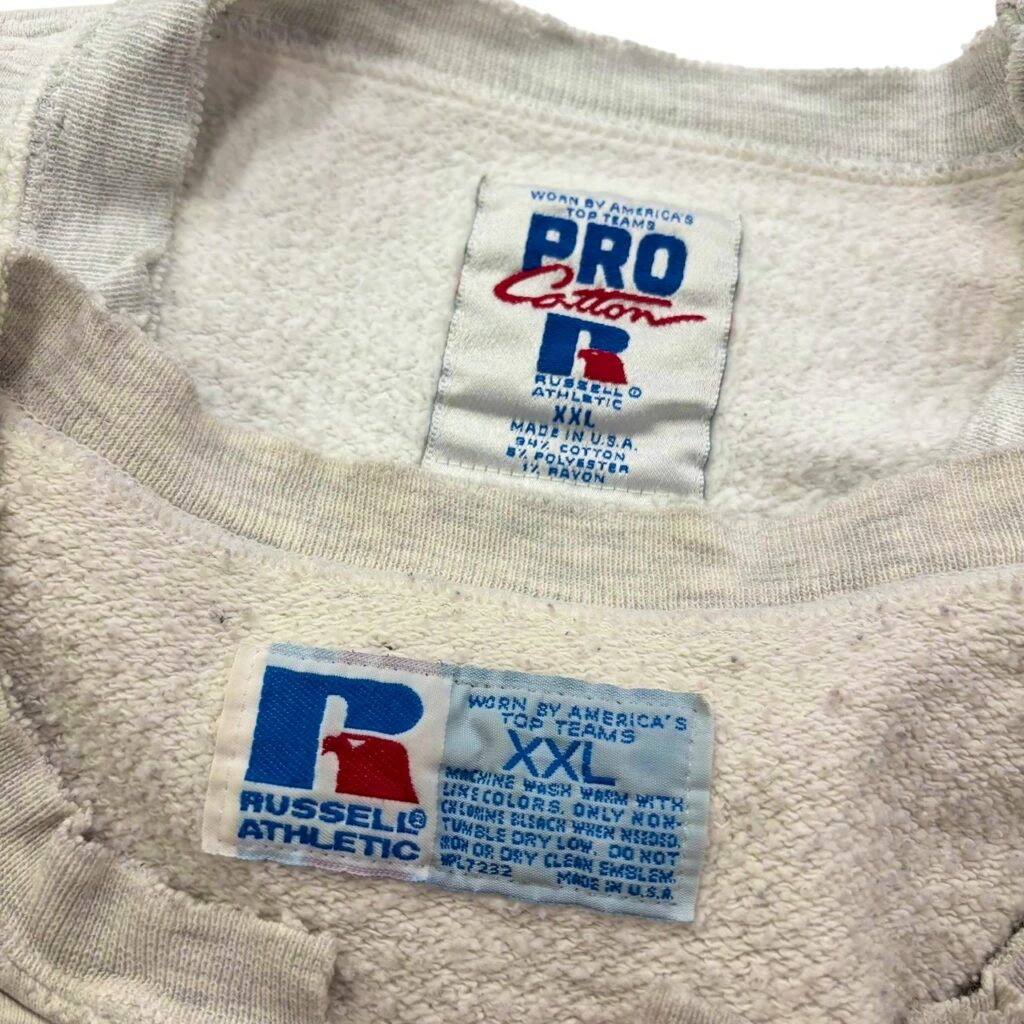 WORN BY AMERICA'S
TOP TEAMS
PRO
Cotton
RUSSELL ®
ATHLETIC
XXL
MADE IN U.S.A.
94% COTTON
5% POLYESTER
1% RAYON
RUSSELL®
ATHLETIC
WORN BY AMERICA'S
TOP TEAMS
XXL
MACHINE WASH WARM WITH
LIKE COLORS. ONLY NON-
CHLORINE BLEACH WHEN NEEDED.
TUMBLE DRY LOW. DO NOT
IRON OR DRY CLEAN EMBLEM.
WPL7232 MADE IN U.S.A.